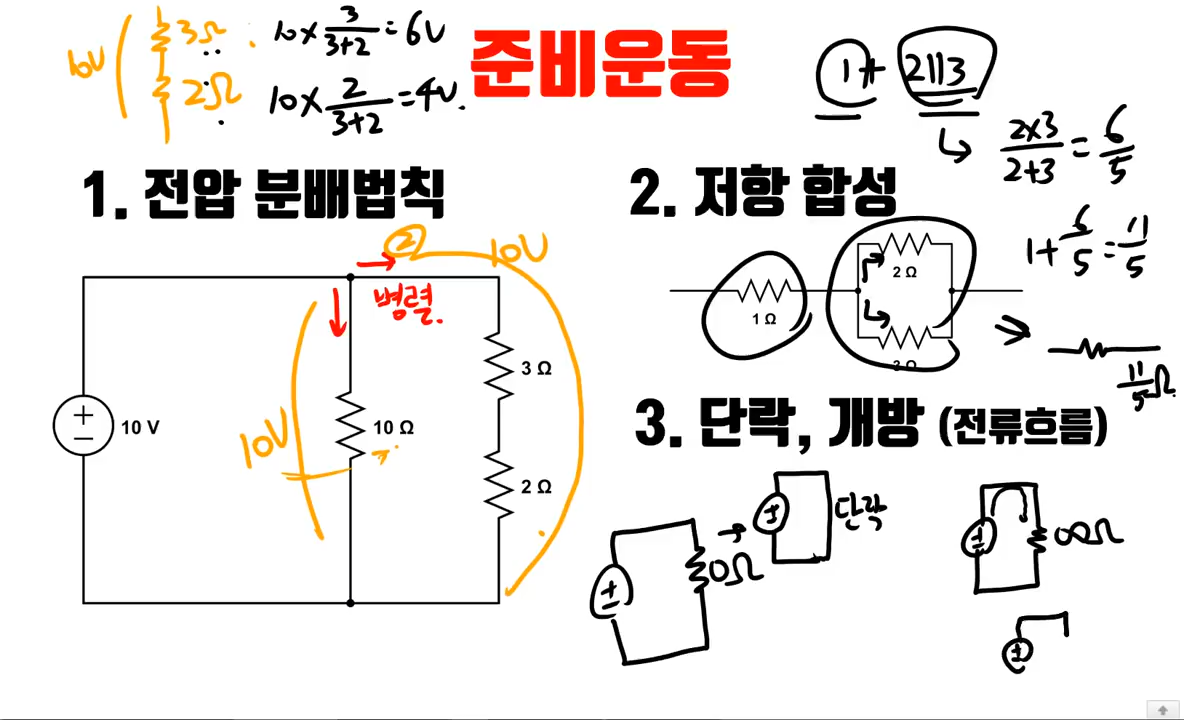 준비운동
10V
3Ω
2Ω
10 × 3/(3+2) = 6V
10 × 2/(3+2) = 4V.
1 + 2||3
2×3/(2+3) = 6/5
1 + 6/5 = 11/5
1. 전압 분배법칙
②
10V
병렬.
10 V
10V
10 Ω
3 Ω
2 Ω
2. 저항 합성
1 Ω
2 Ω
3 Ω
11/5 Ω
3. 단락, 개방 (전류흐름)
0Ω
단락
∞Ω